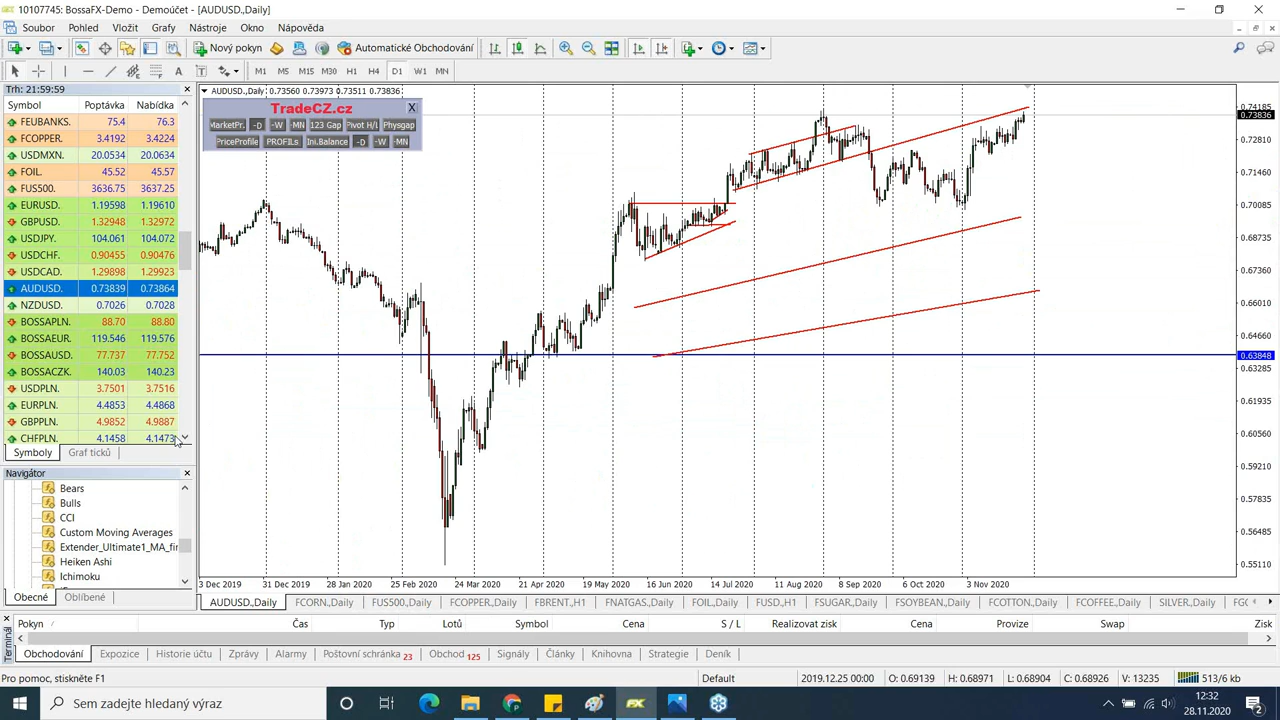 10107745: BossaFX-Demo - Demoúčet - [AUDUSD.,Daily]
Soubor Pohled Vložit Grafy Nástroje Okno Nápověda
Nový pokyn Automatické Obchodování
M1 M5 M15 M30 H1 H4 D1 W1 MN
Trh: 21:59:59
Symbol Poptávka Nabídka
FEUBANKS. 75.4 76.3
FCOPPER. 3.4192 3.4224
USDMXN. 20.0534 20.0634
FOIL. 45.52 45.57
FUS500. 3636.75 3637.25
EURUSD. 1.19598 1.19610
GBPUSD. 1.32948 1.32972
USDJPY. 104.061 104.072
USDCHF. 0.90455 0.90476
USDCAD. 1.29898 1.29923
AUDUSD. 0.73839 0.73864
NZDUSD. 0.7026 0.7028
BOSSAPLN. 88.70 88.80
BOSSAEUR. 119.546 119.576
BOSSAUSD. 77.737 77.752
BOSSACZK. 140.03 140.23
USDPLN. 3.7501 3.7516
EURPLN. 4.4853 4.4868
GBPPLN. 4.9852 4.9887
CHFPLN. 4.1458 4.1473
Symboly Graf ticků
Navigátor
Bears
Bulls
CCI
Custom Moving Averages
Extender_Ultimate1_MA_fir
Heiken Ashi
Ichimoku
Obecné Oblíbené
AUDUSD.,Daily 0.73560 0.73973 0.73511 0.73836
TradeCZ.cz X
MarketPr. -D -W -MN 123 Gap Pivot H/L Physgap
PriceProfile PROFILs Ini.Balance -D -W -MN
0.74185
0.73836
0.72810
0.71460
0.70085
0.68735
0.67360
0.66010
0.64660
0.63848
0.63285
0.61935
0.60560
0.59210
0.57835
0.56485
0.55110
3 Dec 2019 31 Dec 2019 28 Jan 2020 25 Feb 2020 24 Mar 2020 21 Apr 2020 19 May 2020 16 Jun 2020 14 Jul 2020 11 Aug 2020 8 Sep 2020 6 Oct 2020 3 Nov 2020
AUDUSD.,Daily FCORN.,Daily FUS500.,Daily FCOPPER.,Daily FBRENT.,H1 FNATGAS.,Daily FOIL.,Daily FUSD.,H1 FSUGAR.,Daily FSOYBEAN.,Daily FCOTTON.,Daily FCOFFEE.,Daily SILVER.,Daily FGC
Terminál
Pokyn / Čas Typ Lotů Symbol Cena S / L Realizovat zisk Cena Provize Swap Zisk
Obchodování Expozice Historie účtu Zprávy Alarmy Poštovní schránka 23 Obchod 125 Signály Články Knihovna Strategie Deník
Pro pomoc, stiskněte F1 Default 2019.12.25 00:00 O: 0.69139 H: 0.68971 L: 0.68904 C: 0.68926 V: 13235 513/6 kb
Sem zadejte hledaný výraz FX 12:32
28.11.2020 2